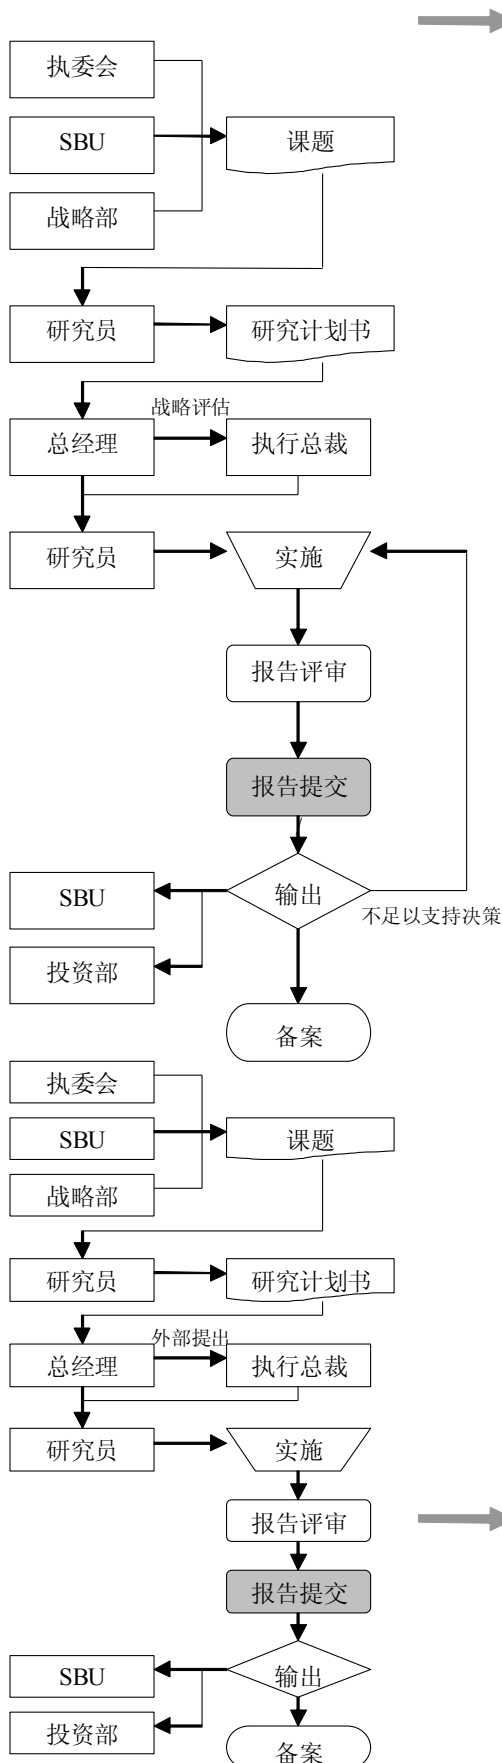 执委会
SBU
课题
战略部
研究员
研究计划书
战略评估
总经理
执行总裁
研究员
实施
报告评审
报告提交
SBU
输出
不足以支持决策
投资部
备案
执委会
SBU
课题
战略部
研究员
研究计划书
外部提出
总经理
执行总裁
研究员
实施
报告评审
报告提交
SBU
输出
投资部
备案